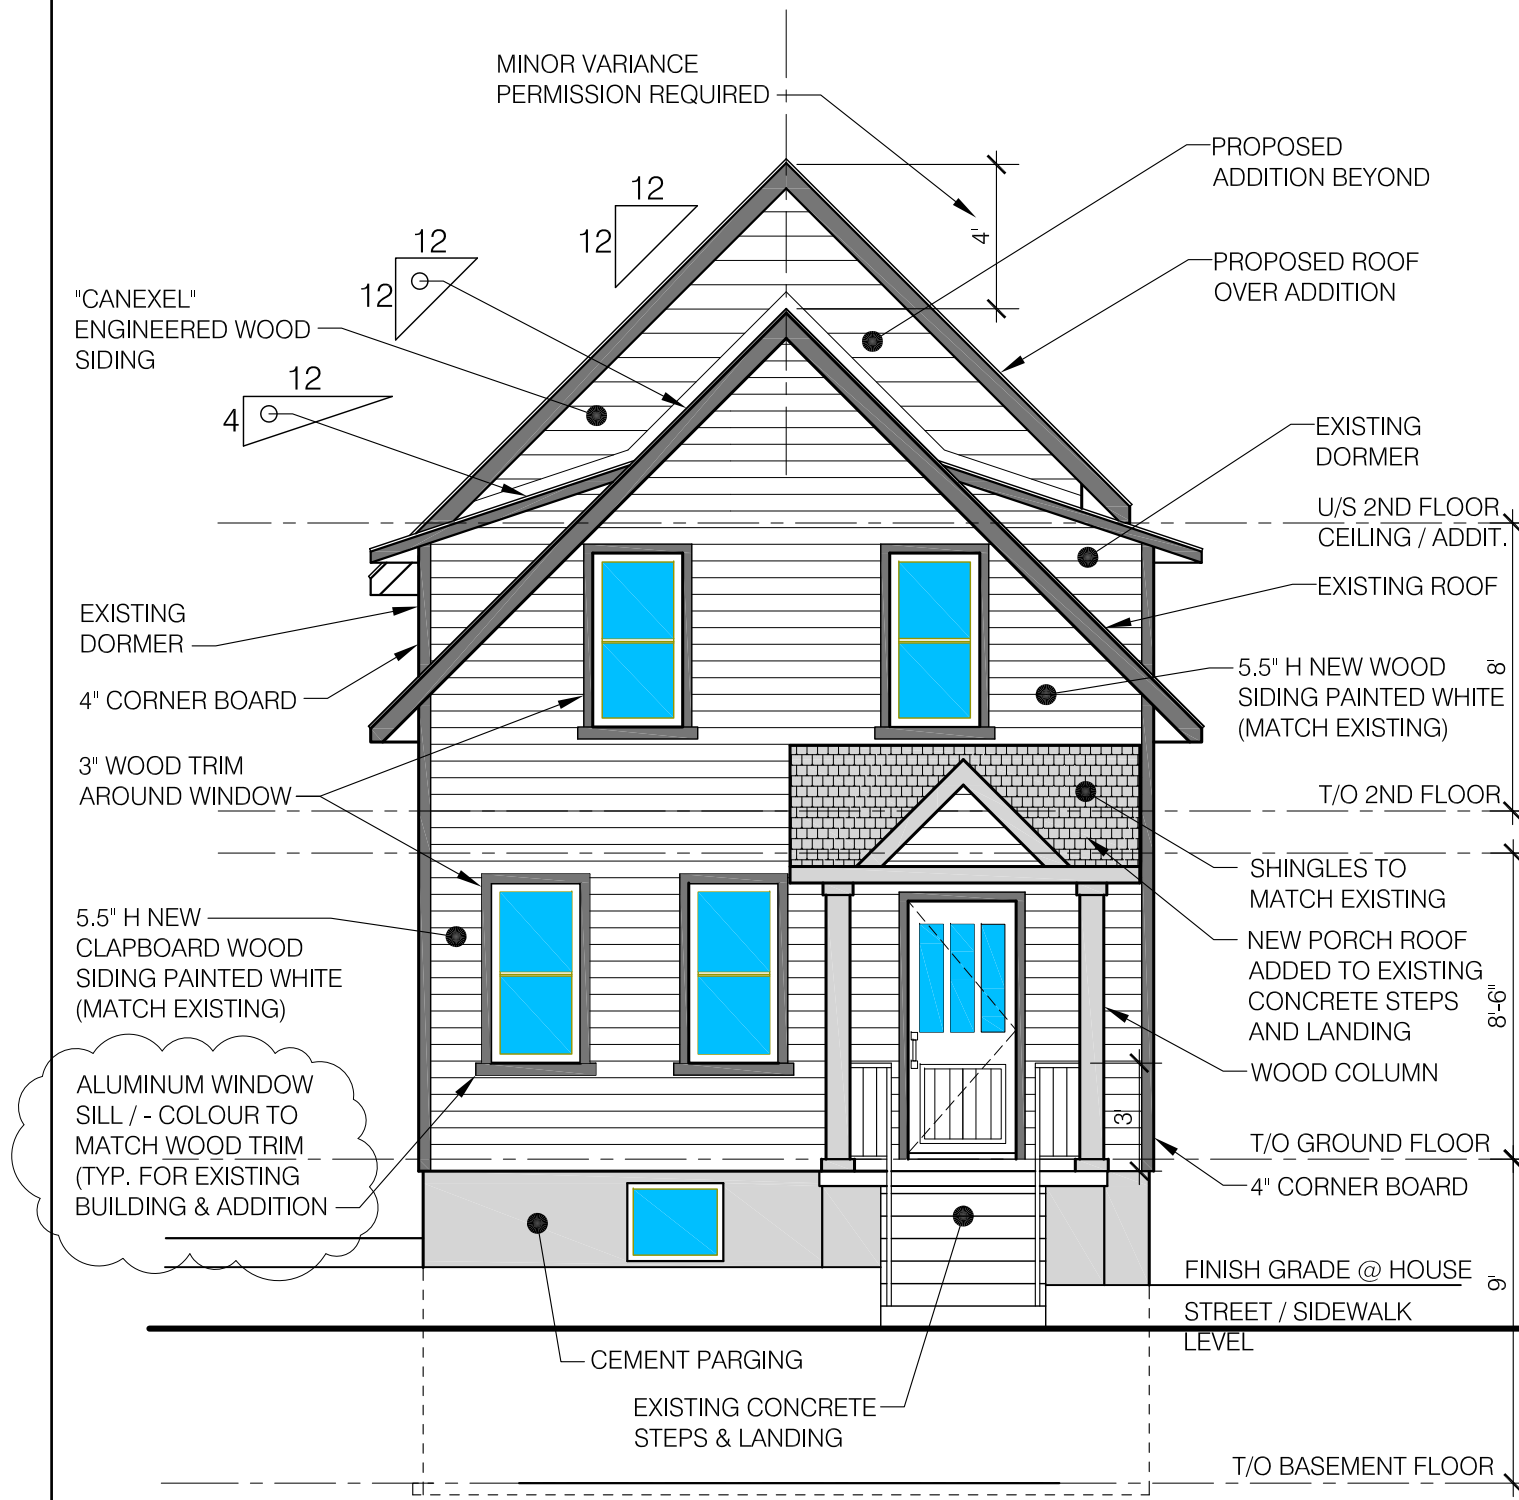 MINOR VARIANCE
PERMISSION REQUIRED
PROPOSED
ADDITION BEYOND
12
12
4'
12
12
PROPOSED ROOF
OVER ADDITION
"CANEXEL"
ENGINEERED WOOD
SIDING
12
4
EXISTING
DORMER
U/S 2ND FLOOR
CEILING / ADDIT.
EXISTING ROOF
EXISTING
DORMER
4" CORNER BOARD
5.5" H NEW WOOD
SIDING PAINTED WHITE
(MATCH EXISTING)
8'
3" WOOD TRIM
AROUND WINDOW
T/O 2ND FLOOR
SHINGLES TO
MATCH EXISTING
5.5" H NEW
CLAPBOARD WOOD
SIDING PAINTED WHITE
(MATCH EXISTING)
NEW PORCH ROOF
ADDED TO EXISTING
CONCRETE STEPS
AND LANDING
8'-6"
WOOD COLUMN
ALUMINUM WINDOW
SILL / - COLOUR TO
MATCH WOOD TRIM
(TYP. FOR EXISTING
BUILDING & ADDITION
3'
T/O GROUND FLOOR
4" CORNER BOARD
FINISH GRADE @ HOUSE
9'
STREET / SIDEWALK
LEVEL
CEMENT PARGING
EXISTING CONCRETE
STEPS & LANDING
T/O BASEMENT FLOOR